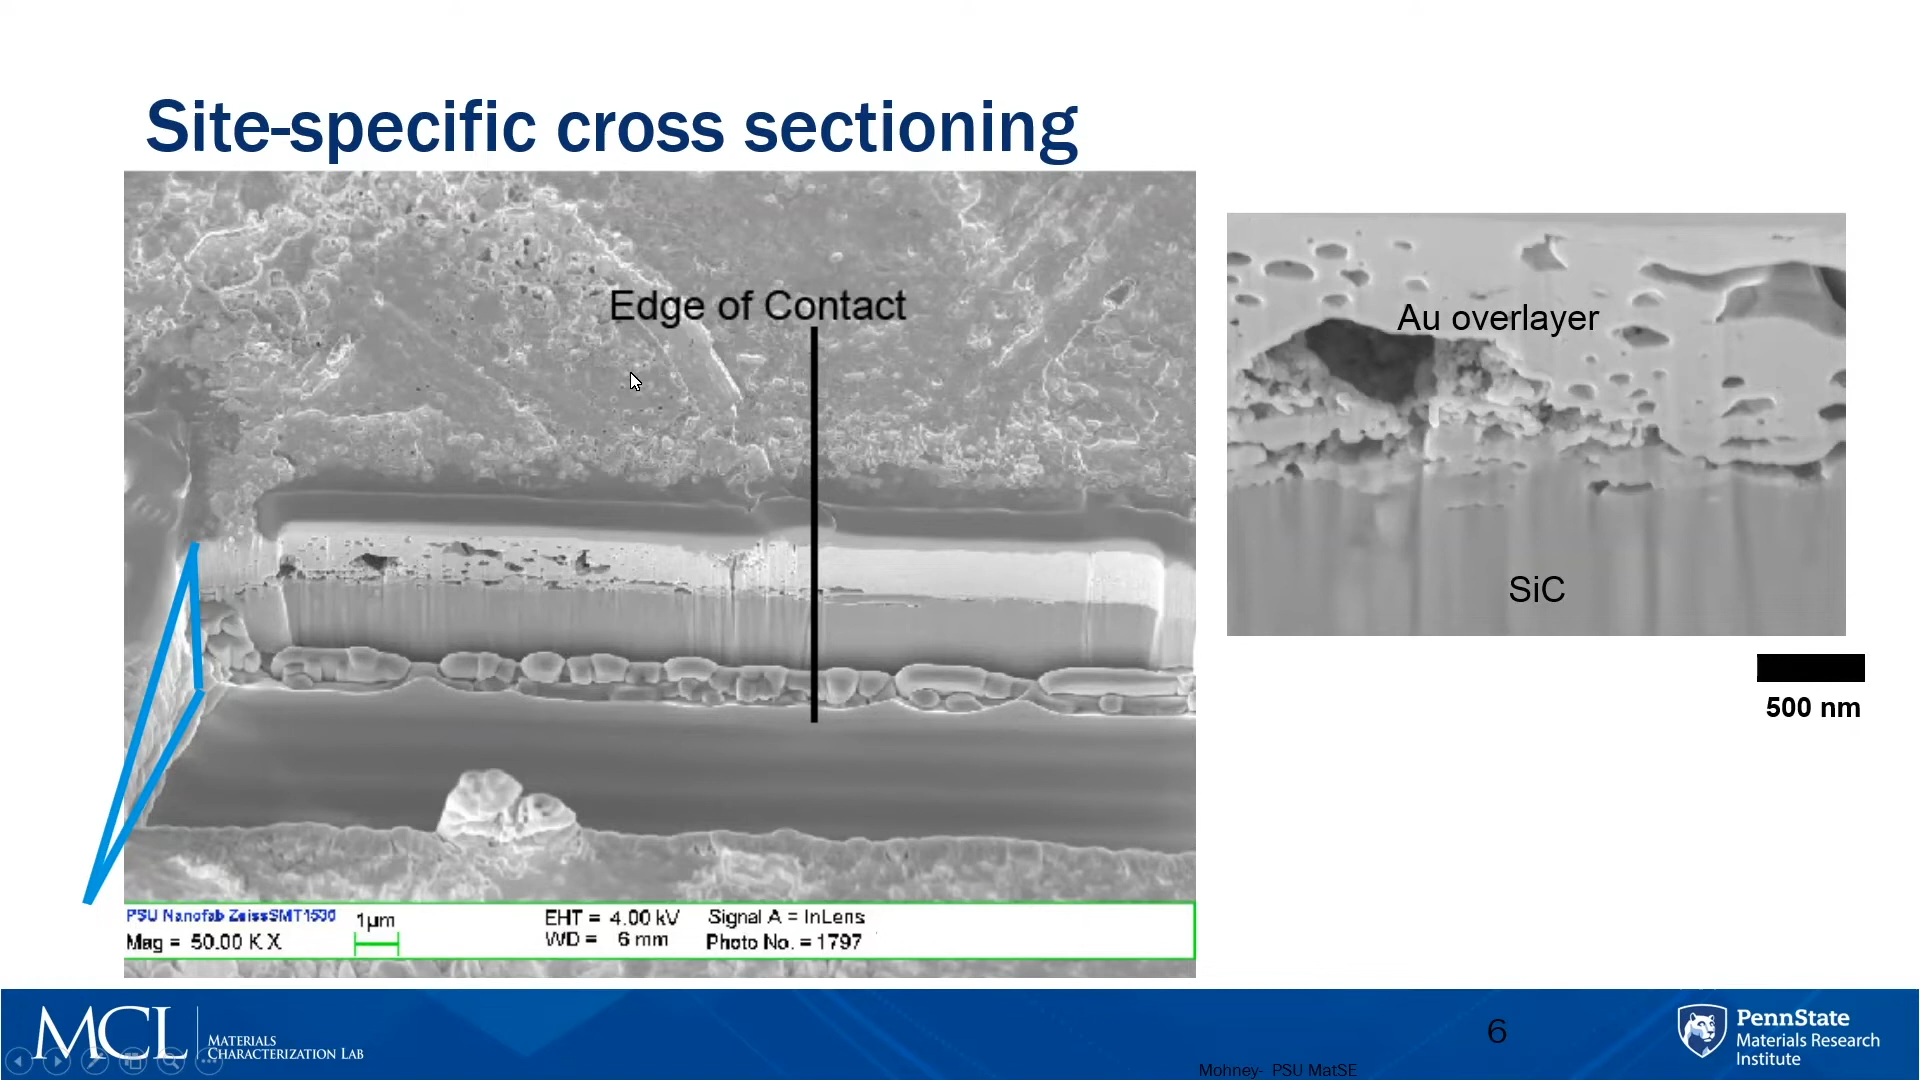 Site-specific cross sectioning
Edge of Contact
Au overlayer
SiC
500 nm
PSU Nanofab ZeissSMT1530
Mag = 50.00 K X
1µm
EHT = 4.00 kV
WD = 6 mm
Signal A = InLens
Photo No. = 1797
MCL
MATERIALS
CHARACTERIZATION LAB
6
Mohney- PSU MatSE
PennState
Materials Research
Institute